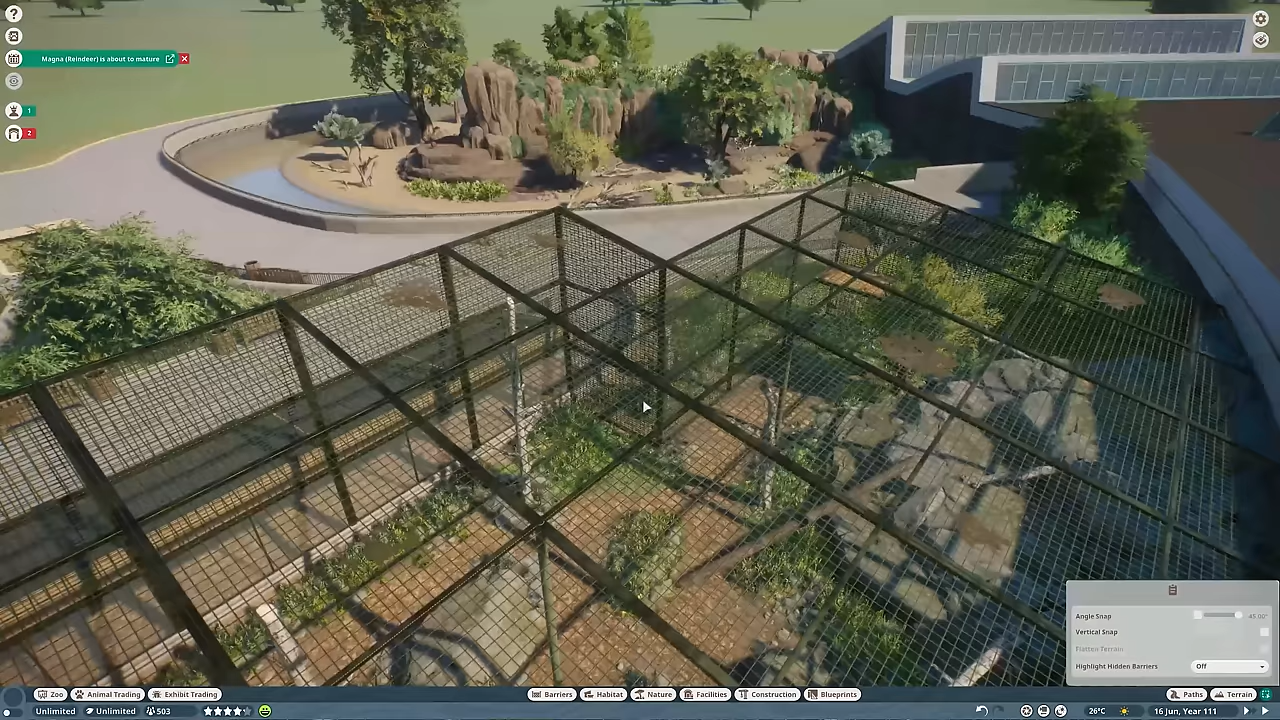 ?
Magna (Reindeer) is about to mature
1
2
Angle Snap 45.00°
Vertical Snap
Flatten Terrain
Highlight Hidden Barriers Off
Zoo Animal Trading Exhibit Trading Barriers Habitat Nature Facilities Construction Blueprints Paths Terrain
Unlimited Unlimited 503 26°C 16 Jun, Year 111